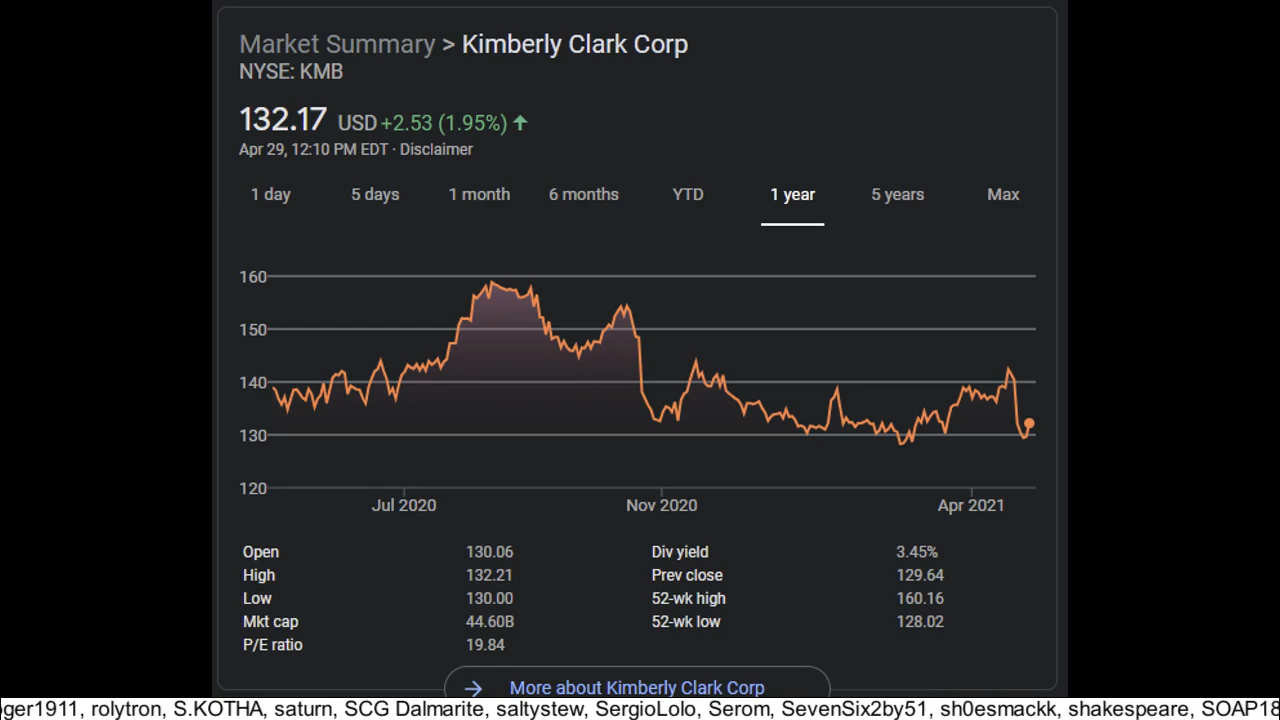 Market Summary > Kimberly Clark Corp
NYSE: KMB
132.17 USD +2.53 (1.95%)
Apr 29, 12:10 PM EDT · Disclaimer
1 day 5 days 1 month 6 months YTD 1 year 5 years Max
160
150
140
130
120
Jul 2020 Nov 2020 Apr 2021
Open 130.06 Div yield 3.45%
High 132.21 Prev close 129.64
Low 130.00 52-wk high 160.16
Mkt cap 44.60B 52-wk low 128.02
P/E ratio 19.84
More about Kimberly Clark Corp
ger1911, rolytron, S.KOTHA, saturn, SCG Dalmarite, saltystew, SergioLolo, Serom, SevenSix2by51, sh0esmackk, shakespeare, SOAP18